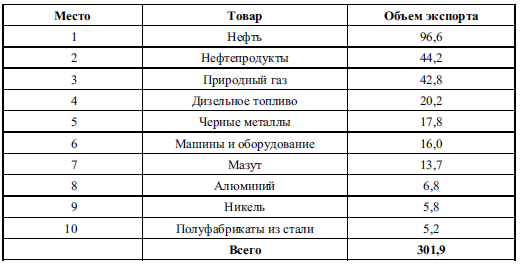 Место Товар Объем экспорта
1 Нефть 96,6
2 Нефтепродукты 44,2
3 Природный газ 42,8
4 Дизельное топливо 20,2
5 Черные металлы 17,8
6 Машины и оборудование 16,0
7 Мазут 13,7
8 Алюминий 6,8
9 Никель 5,8
10 Полуфабрикаты из стали 5,2
Всего 301,9